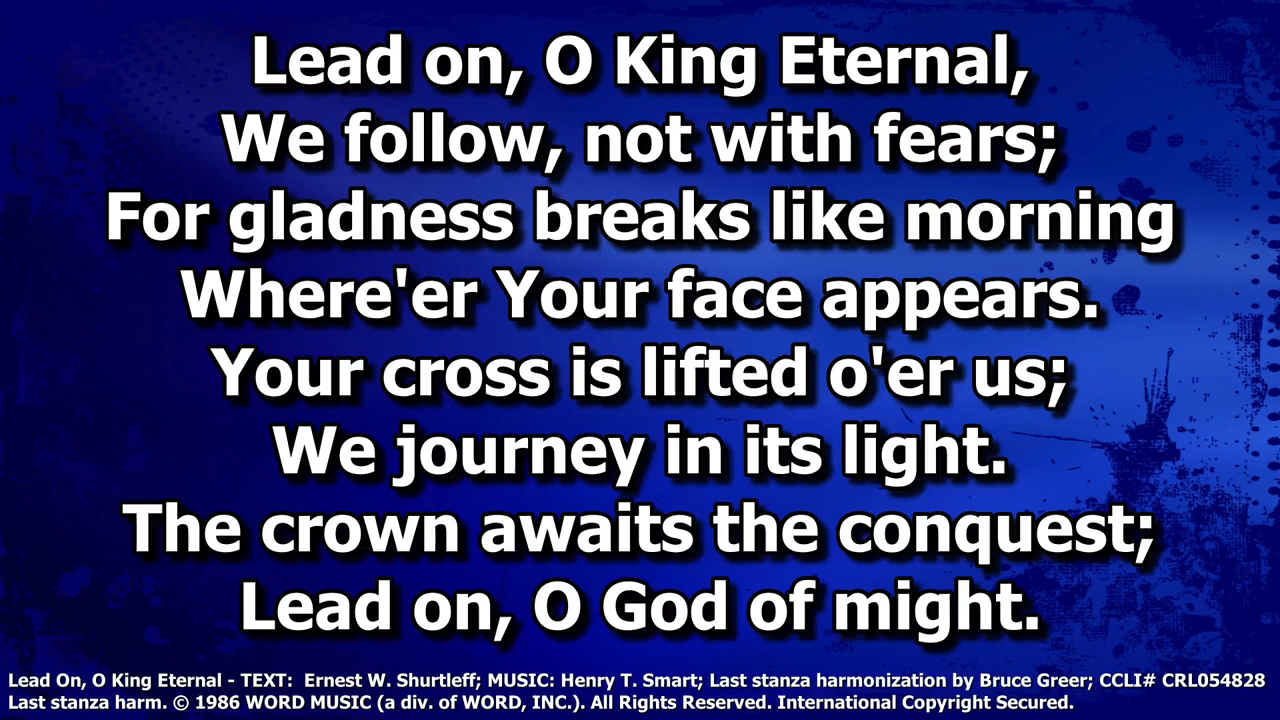 Lead on, O King Eternal,
We follow, not with fears;
For gladness breaks like morning
Where'er Your face appears.
Your cross is lifted o'er us;
We journey in its light.
The crown awaits the conquest;
Lead on, O God of might.
Lead On, O King Eternal - TEXT:  Ernest W. Shurtleff; MUSIC: Henry T. Smart; Last stanza harmonization by Bruce Greer; CCLI# CRL054828
Last stanza harm. © 1986 WORD MUSIC (a div. of WORD, INC.). All Rights Reserved. International Copyright Secured.